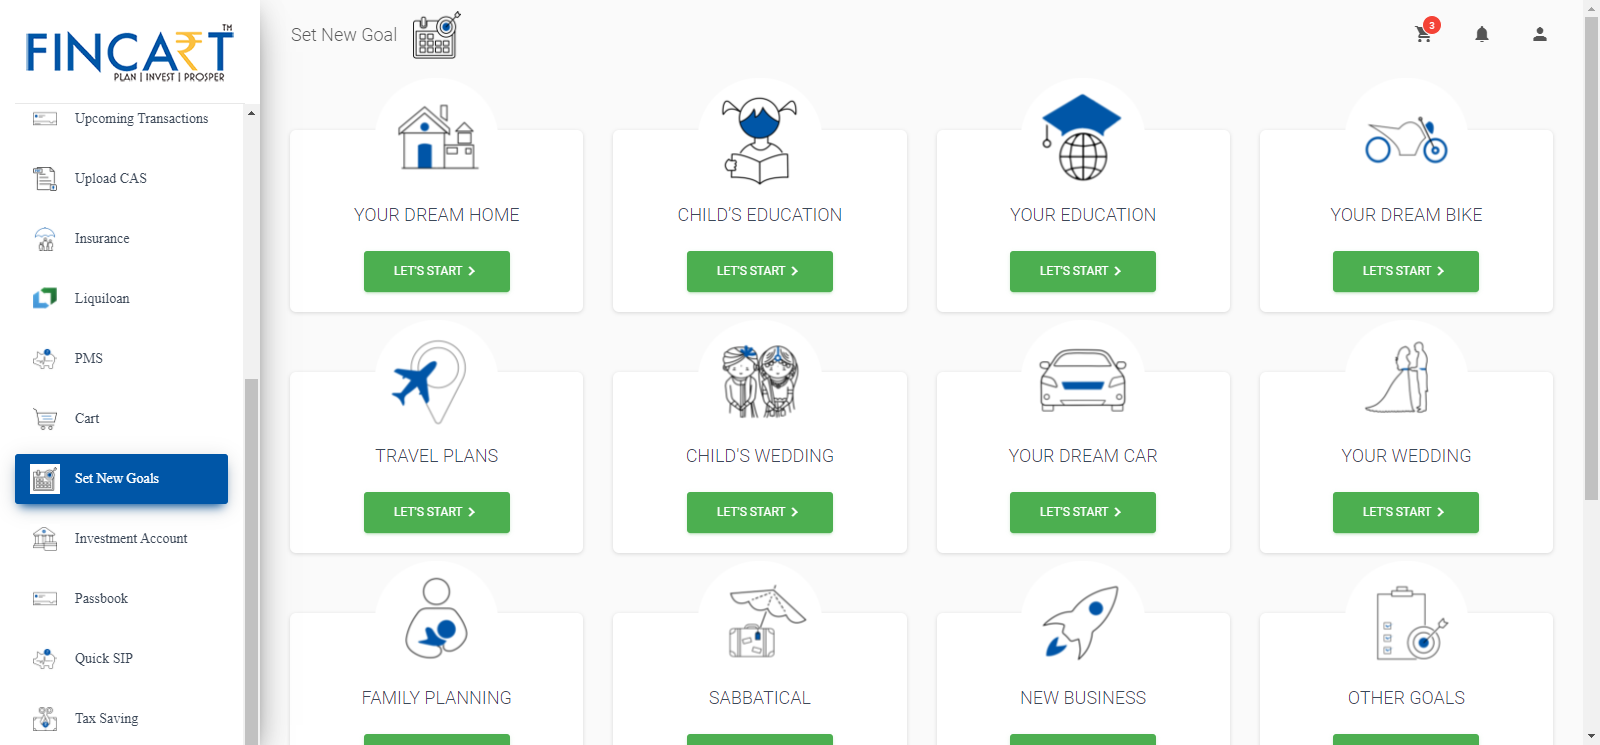 FINCART™
PLAN | INVEST | PROSPER
Upcoming Transactions
Upload CAS
Insurance
Liquiloan
PMS
Cart
Set New Goals
Investment Account
Passbook
Quick SIP
Tax Saving
Set New Goal
3
YOUR DREAM HOME
LET'S START
CHILD'S EDUCATION
LET'S START
YOUR EDUCATION
LET'S START
YOUR DREAM BIKE
LET'S START
TRAVEL PLANS
LET'S START
CHILD'S WEDDING
LET'S START
YOUR DREAM CAR
LET'S START
YOUR WEDDING
LET'S START
FAMILY PLANNING
SABBATICAL
NEW BUSINESS
OTHER GOALS